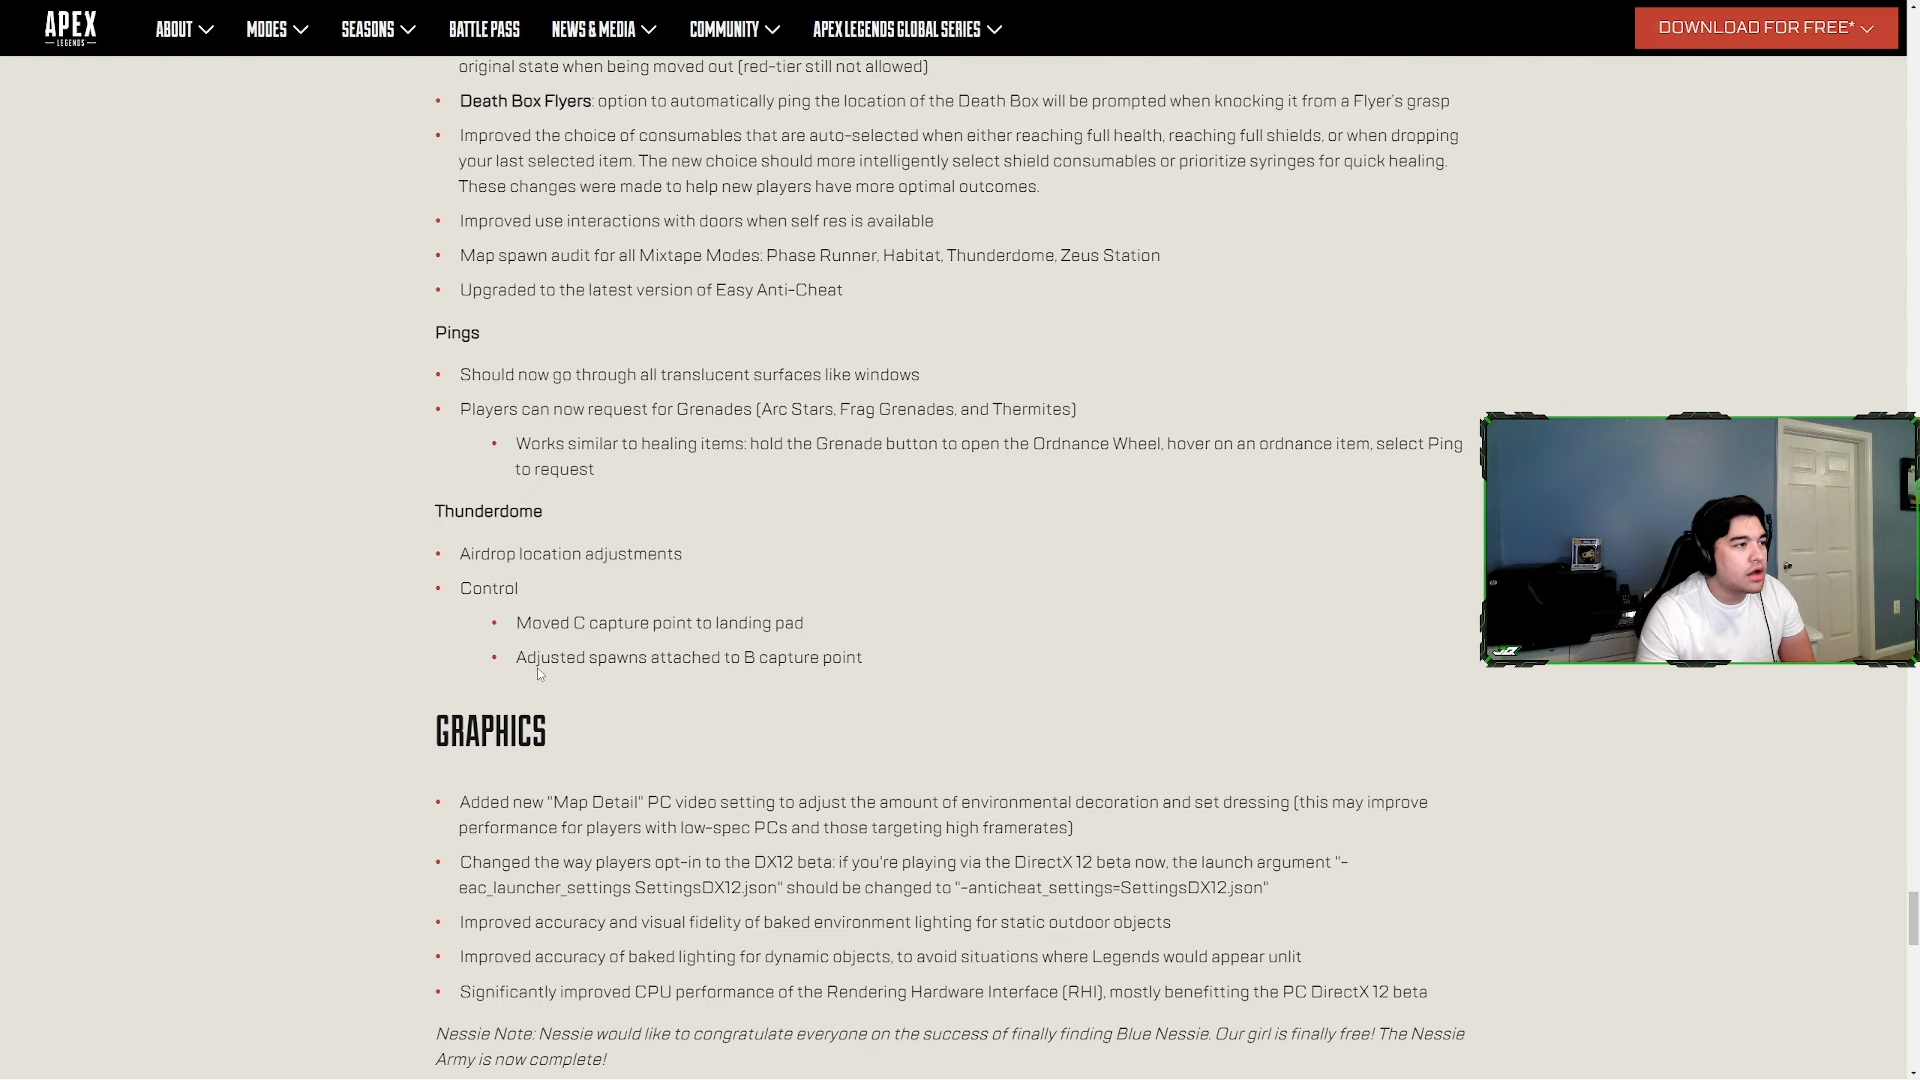 APEX
LEGENDS
ABOUT MODES SEASONS BATTLE PASS NEWS & MEDIA COMMUNITY APEX LEGENDS GLOBAL SERIES DOWNLOAD FOR FREE*
original state when being moved out (red-tier still not allowed)
• Death Box Flyers: option to automatically ping the location of the Death Box will be prompted when knocking it from a Flyer's grasp
• Improved the choice of consumables that are auto-selected when either reaching full health, reaching full shields, or when dropping
your last selected item. The new choice should more intelligently select shield consumables or prioritize syringes for quick healing.
These changes were made to help new players have more optimal outcomes.
• Improved use interactions with doors when self res is available
• Map spawn audit for all Mixtape Modes: Phase Runner, Habitat, Thunderdome, Zeus Station
• Upgraded to the latest version of Easy Anti-Cheat
Pings
• Should now go through all translucent surfaces like windows
• Players can now request for Grenades (Arc Stars, Frag Grenades, and Thermites)
• Works similar to healing items: hold the Grenade button to open the Ordnance Wheel, hover on an ordnance item, select Ping
to request
Thunderdome
• Airdrop location adjustments
• Control
• Moved C capture point to landing pad
• Adjusted spawns attached to B capture point
GRAPHICS
• Added new "Map Detail" PC video setting to adjust the amount of environmental decoration and set dressing (this may improve
performance for players with low-spec PCs and those targeting high framerates)
• Changed the way players opt-in to the DX12 beta: if you're playing via the DirectX 12 beta now, the launch argument "-
eac_launcher_settings SettingsDX12.json" should be changed to "-anticheat_settings=SettingsDX12.json"
• Improved accuracy and visual fidelity of baked environment lighting for static outdoor objects
• Improved accuracy of baked lighting for dynamic objects, to avoid situations where Legends would appear unlit
• Significantly improved CPU performance of the Rendering Hardware Interface (RHI), mostly benefitting the PC DirectX 12 beta
Nessie Note: Nessie would like to congratulate everyone on the success of finally finding Blue Nessie. Our girl is finally free! The Nessie
Army is now complete!